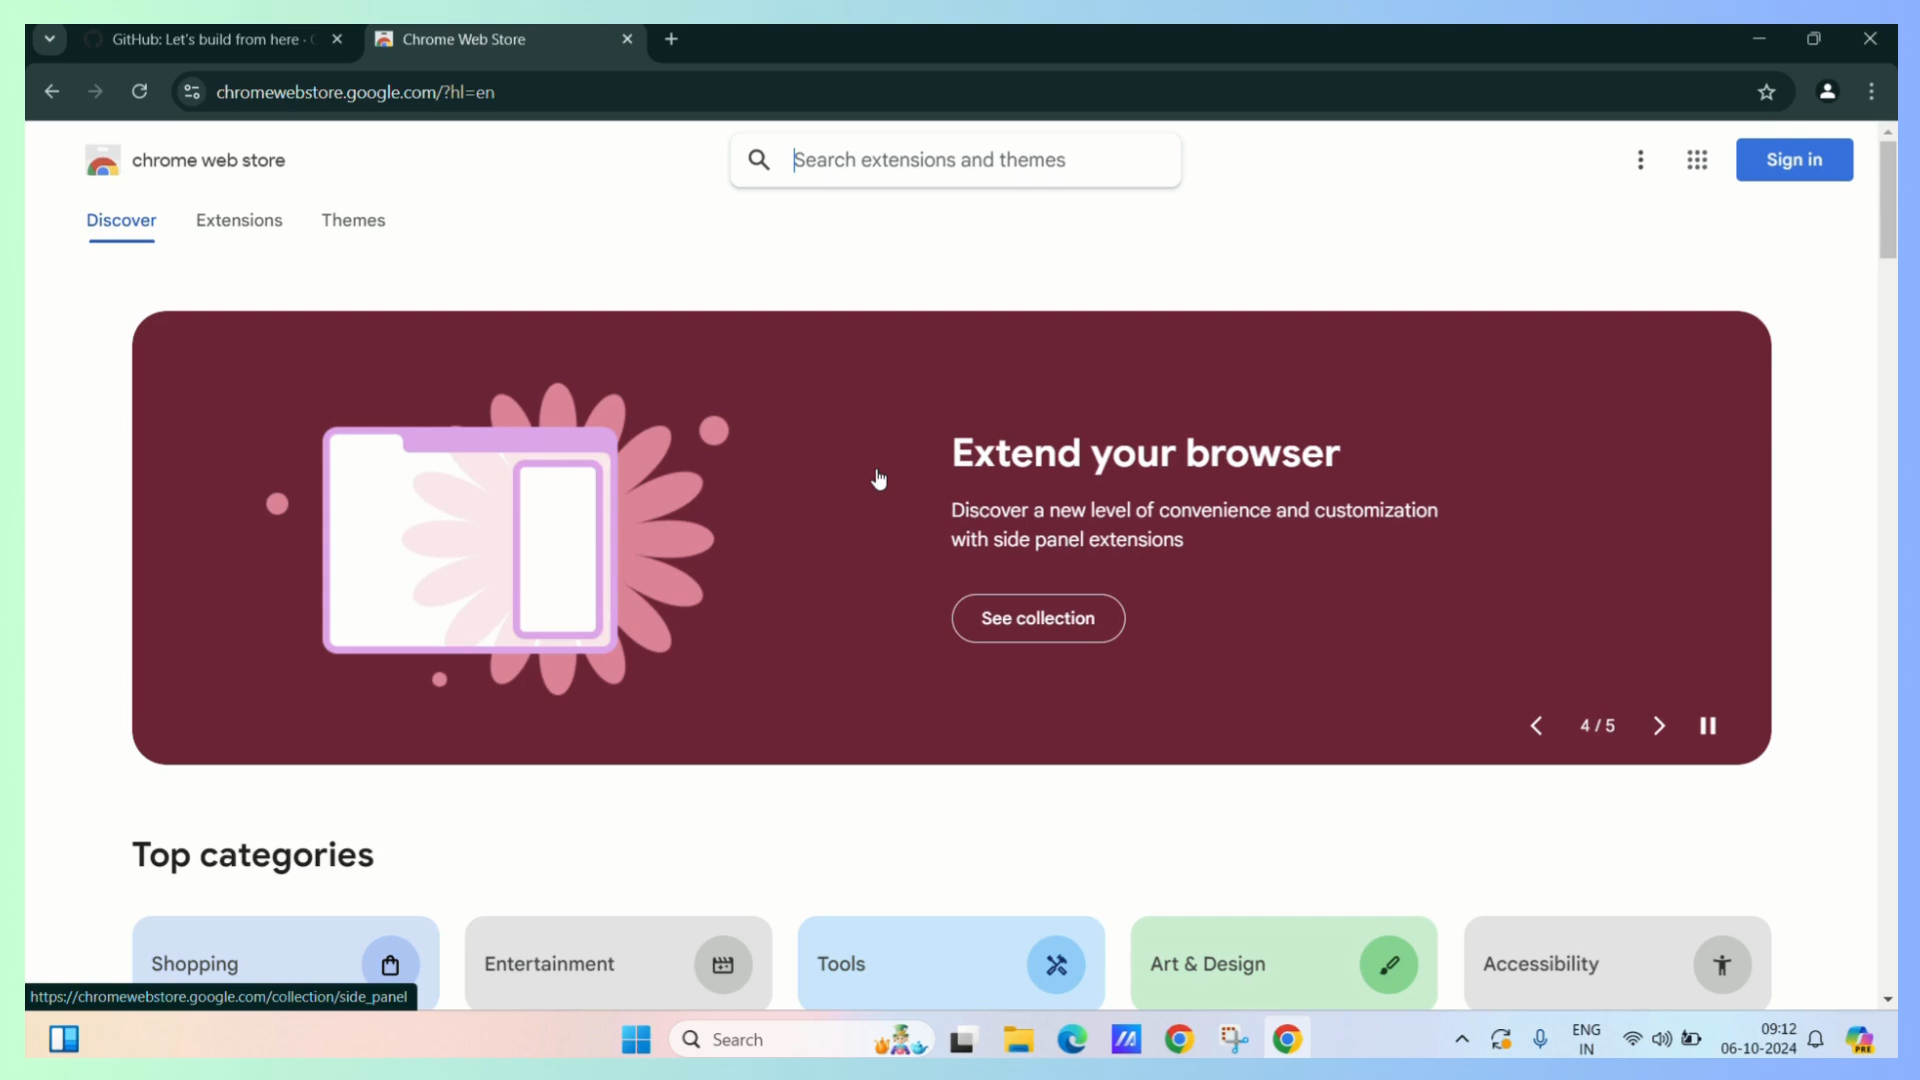 GitHub: Let's build from here ·
Chrome Web Store
chromewebstore.google.com/?hl=en
chrome web store
Search extensions and themes
Sign in
Discover
Extensions
Themes
Extend your browser
Discover a new level of convenience and customization
with side panel extensions
See collection
4 / 5
Top categories
Shopping
Entertainment
Tools
Art & Design
Accessibility
https://chromewebstore.google.com/collection/side_panel
Search
ENG
IN
09:12
06-10-2024
PRE